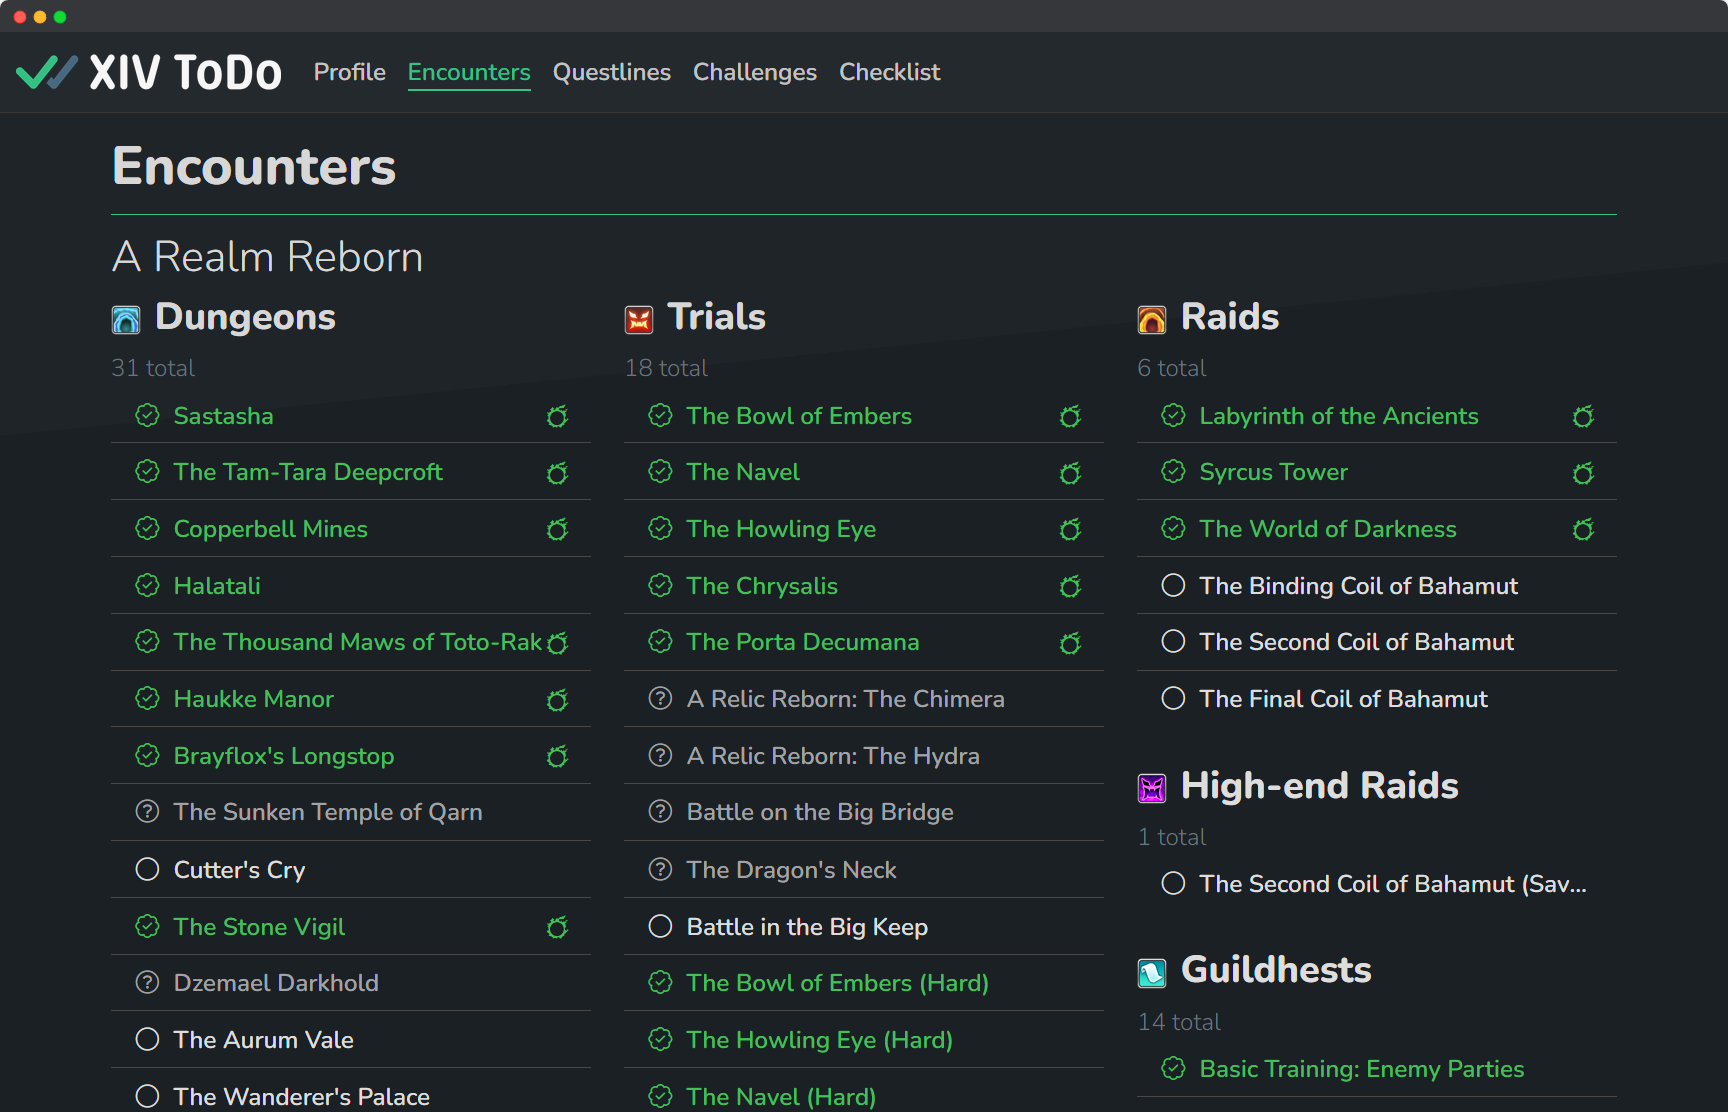 XIV ToDo
Profile
Encounters
Questlines
Challenges
Checklist
Encounters
A Realm Reborn
Dungeons
31 total
Sastasha
The Tam-Tara Deepcroft
Copperbell Mines
Halatali
The Thousand Maws of Toto-Rak
Haukke Manor
Brayflox's Longstop
The Sunken Temple of Qarn
Cutter's Cry
The Stone Vigil
Dzemael Darkhold
The Aurum Vale
The Wanderer's Palace
Trials
18 total
The Bowl of Embers
The Navel
The Howling Eye
The Chrysalis
The Porta Decumana
A Relic Reborn: The Chimera
A Relic Reborn: The Hydra
Battle on the Big Bridge
The Dragon's Neck
Battle in the Big Keep
The Bowl of Embers (Hard)
The Howling Eye (Hard)
The Navel (Hard)
Raids
6 total
Labyrinth of the Ancients
Syrcus Tower
The World of Darkness
The Binding Coil of Bahamut
The Second Coil of Bahamut
The Final Coil of Bahamut
High-end Raids
1 total
The Second Coil of Bahamut (Sav...
Guildhests
14 total
Basic Training: Enemy Parties